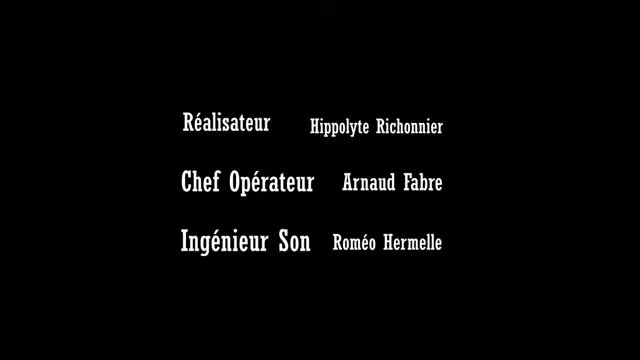 Réalisateur Hippolyte Richonnier
Chef Opérateur Arnaud Fabre
Ingénieur Son Roméo Hermelle